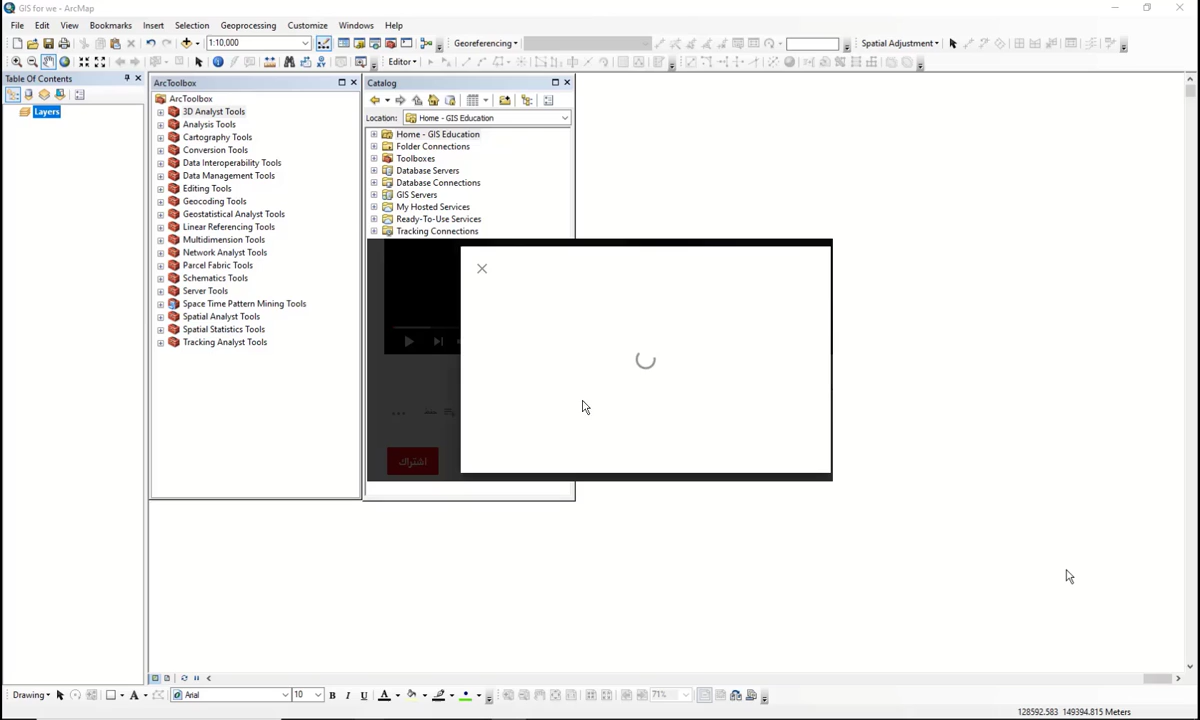 GIS for we - ArcMap
File Edit View Bookmarks Insert Selection Geoprocessing Customize Windows Help
1:10,000 Georeferencing Spatial Adjustment
Editor
Table Of Contents
Layers
ArcToolbox
ArcToolbox
3D Analyst Tools
Analysis Tools
Cartography Tools
Conversion Tools
Data Interoperability Tools
Data Management Tools
Editing Tools
Geocoding Tools
Geostatistical Analyst Tools
Linear Referencing Tools
Multidimension Tools
Network Analyst Tools
Parcel Fabric Tools
Schematics Tools
Server Tools
Space Time Pattern Mining Tools
Spatial Analyst Tools
Spatial Statistics Tools
Tracking Analyst Tools
Catalog
Location: Home - GIS Education
Home - GIS Education
Folder Connections
Toolboxes
Database Servers
Database Connections
GIS Servers
My Hosted Services
Ready-To-Use Services
Tracking Connections
اشتراك
Drawing A Arial 10 B I U A 71%
128592.583 149394.815 Meters